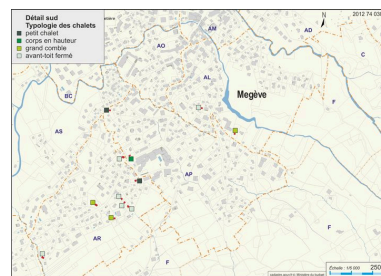 Détail sud
Typologie des chalets
petit chalet
corps en hauteur
grand comble
avant-toit fermé
N
2012 74 03
AM
AD
AO
C
AL
BC
Megève
F
AS
AP
F
AR
F
F
Echelle : 1/5 000
250